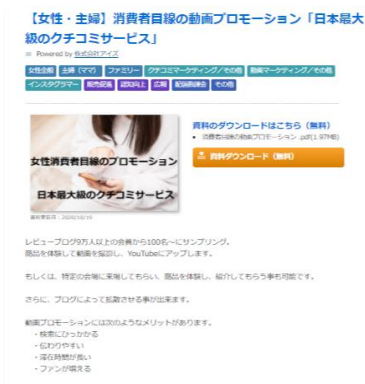 【女性・主婦】消費者目線の動画プロモーション「日本最大
級のクチコミサービス」
Powered by 株式会社アイズ
女性全般 主婦（ママ） ファミリー クチコミマーケティング／その他 動画マーケティング／その他
インスタグラマー 販売促進 認知向上 広報 その他
資料のダウンロードはこちら（無料）
消費者目線の動画プロモーション .pdf(1.97MB)
資料ダウンロード（無料）
女性消費者目線のプロモーション
日本最大級のクチコミサービス
最終更新日：2020/10/19
レビューブログ9万人以上の会員から100名～にサンプリング。
商品を体験して動画を撮影し、YouTubeにアップします。
もしくは、特定の会場に来場してもらい、商品を体験し、紹介してもらう事も可能です。
さらに、ブログによって拡散させる事が出来ます。
動画プロモーションには次のようなメリットがあります。
・検索にひっかかる
・伝わりやすい
・滞在時間が長い
・ファンが増える